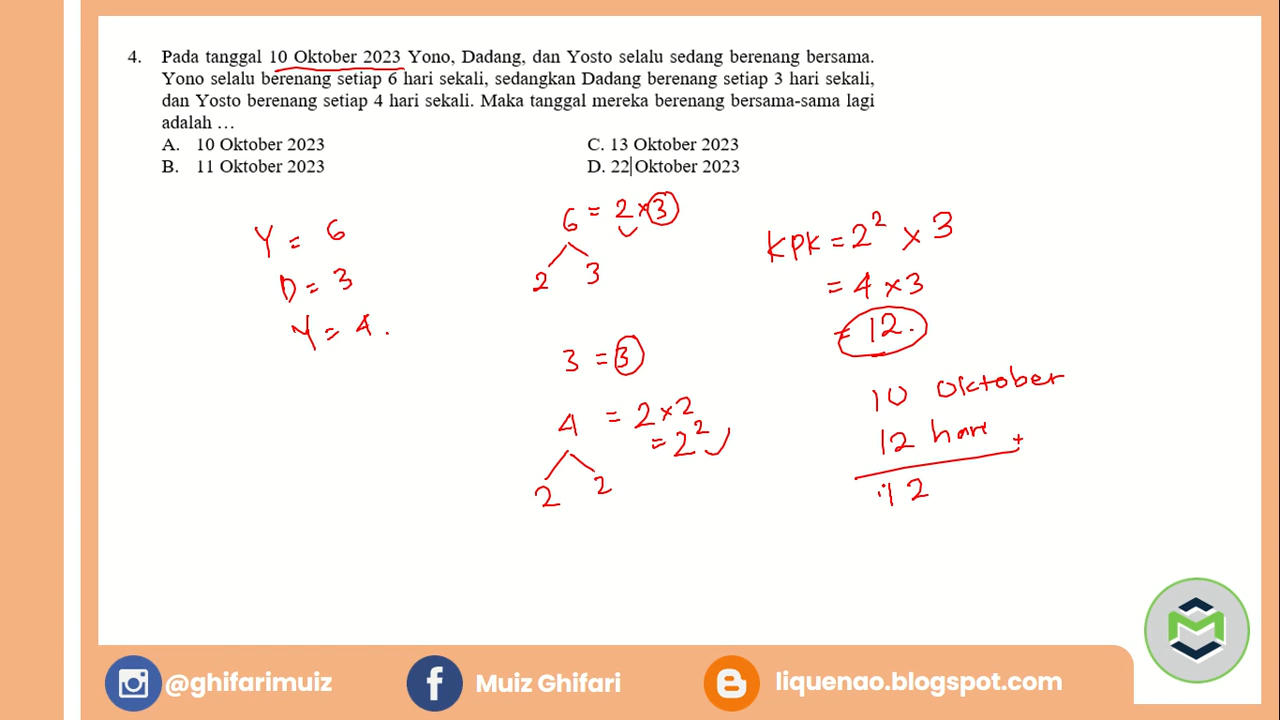 4. Pada tanggal 10 Oktober 2023 Yono, Dadang, dan Yosto selalu sedang berenang bersama.
Yono selalu berenang setiap 6 hari sekali, sedangkan Dadang berenang setiap 3 hari sekali,
dan Yosto berenang setiap 4 hari sekali. Maka tanggal mereka berenang bersama-sama lagi
adalah …
A. 10 Oktober 2023
B. 11 Oktober 2023
C. 13 Oktober 2023
D. 22 Oktober 2023
Y = 6
D = 3
Y = 4.
6 = 2 × 3
2 3
3 = 3
4 = 2 × 2
= 2²
2 2
KPK = 2² × 3
= 4 × 3
= 12.
10 Oktober
12 hari +
12
@ghifarimuiz
Muiz Ghifari
liquenao.blogspot.com